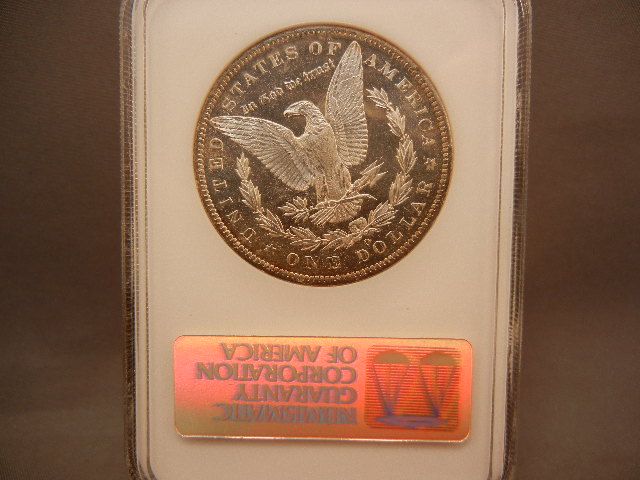 UNITED STATES OF AMERICA
In God we trust
ONE DOLLAR
NUMISMATIC
GUARANTY
CORPORATION
OF AMERICA